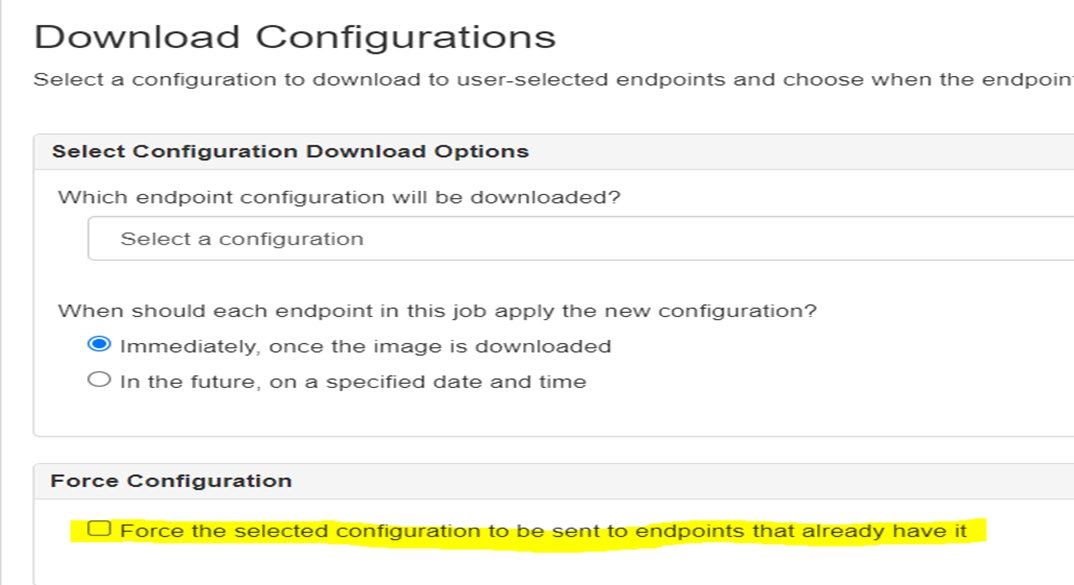 Download Configurations
Select a configuration to download to user-selected endpoints and choose when the
Select Configuration Download Options
Which endpoint configuration will be downloaded?
Select a configuration
When should each endpoint in this job apply the new configuration?
Immediately, once the image is downloaded
In the future, on a specified date and time
Force Configuration
Force the selected configuration to be sent to endpoints that already have it